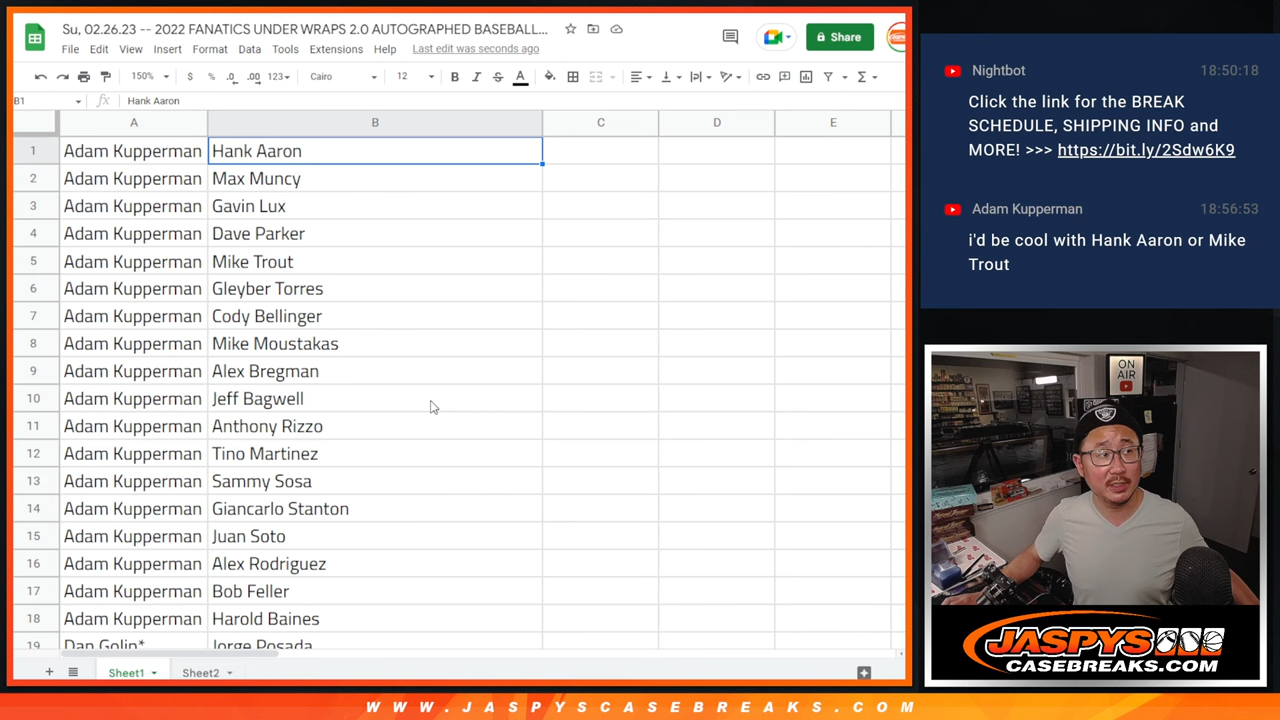 Su, 02.26.23 -- 2022 FANATICS UNDER WRAPS 2.0 AUTOGRAPHED BASEBALL...
File Edit View Insert Format Data Tools Extensions Help Last edit was seconds ago
Share
150% $ % .0 .00 123 Cairo 12 B I S A
B1 fx Hank Aaron
A B C D E
1 Adam Kupperman Hank Aaron
2 Adam Kupperman Max Muncy
3 Adam Kupperman Gavin Lux
4 Adam Kupperman Dave Parker
5 Adam Kupperman Mike Trout
6 Adam Kupperman Gleyber Torres
7 Adam Kupperman Cody Bellinger
8 Adam Kupperman Mike Moustakas
9 Adam Kupperman Alex Bregman
10 Adam Kupperman Jeff Bagwell
11 Adam Kupperman Anthony Rizzo
12 Adam Kupperman Tino Martinez
13 Adam Kupperman Sammy Sosa
14 Adam Kupperman Giancarlo Stanton
15 Adam Kupperman Juan Soto
16 Adam Kupperman Alex Rodriguez
17 Adam Kupperman Bob Feller
18 Adam Kupperman Harold Baines
19 Dan Golin* Jorge Posada
Sheet1 Sheet2
Nightbot 18:50:18
Click the link for the BREAK
SCHEDULE, SHIPPING INFO and
MORE! >>> https://bit.ly/2Sdw6K9
Adam Kupperman 18:56:53
i'd be cool with Hank Aaron or Mike
Trout
ON
AIR
JASPYS
CASEBREAKS.COM
WWW.JASPYSCASEBREAKS.COM